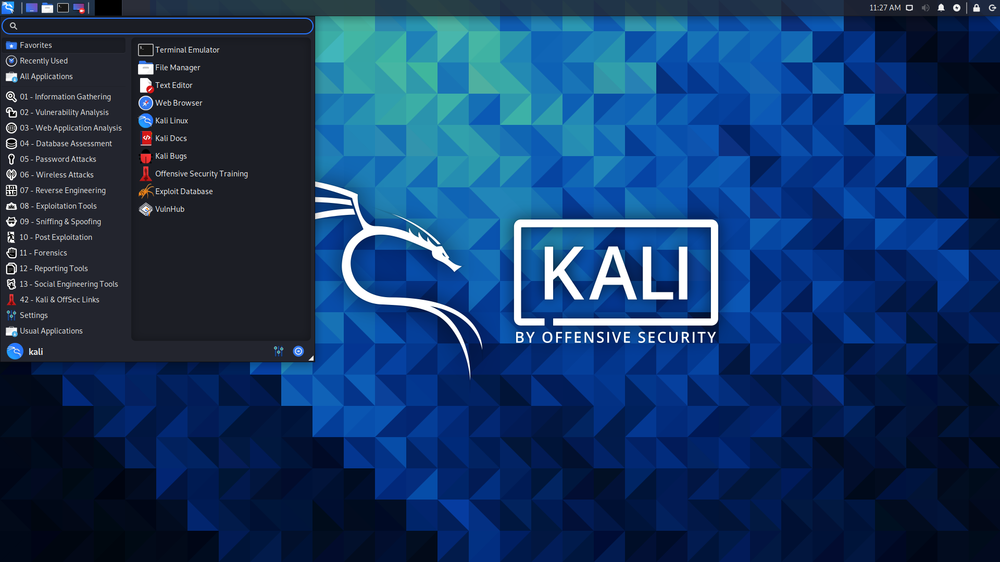 11:27 AM
Favorites
Recently Used
All Applications
01 - Information Gathering
02 - Vulnerability Analysis
03 - Web Application Analysis
04 - Database Assessment
05 - Password Attacks
06 - Wireless Attacks
07 - Reverse Engineering
08 - Exploitation Tools
09 - Sniffing & Spoofing
10 - Post Exploitation
11 - Forensics
12 - Reporting Tools
13 - Social Engineering Tools
42 - Kali & OffSec Links
Settings
Usual Applications
kali
Terminal Emulator
File Manager
Text Editor
Web Browser
Kali Linux
Kali Docs
Kali Bugs
Offensive Security Training
Exploit Database
VulnHub
KALI
BY OFFENSIVE SECURITY